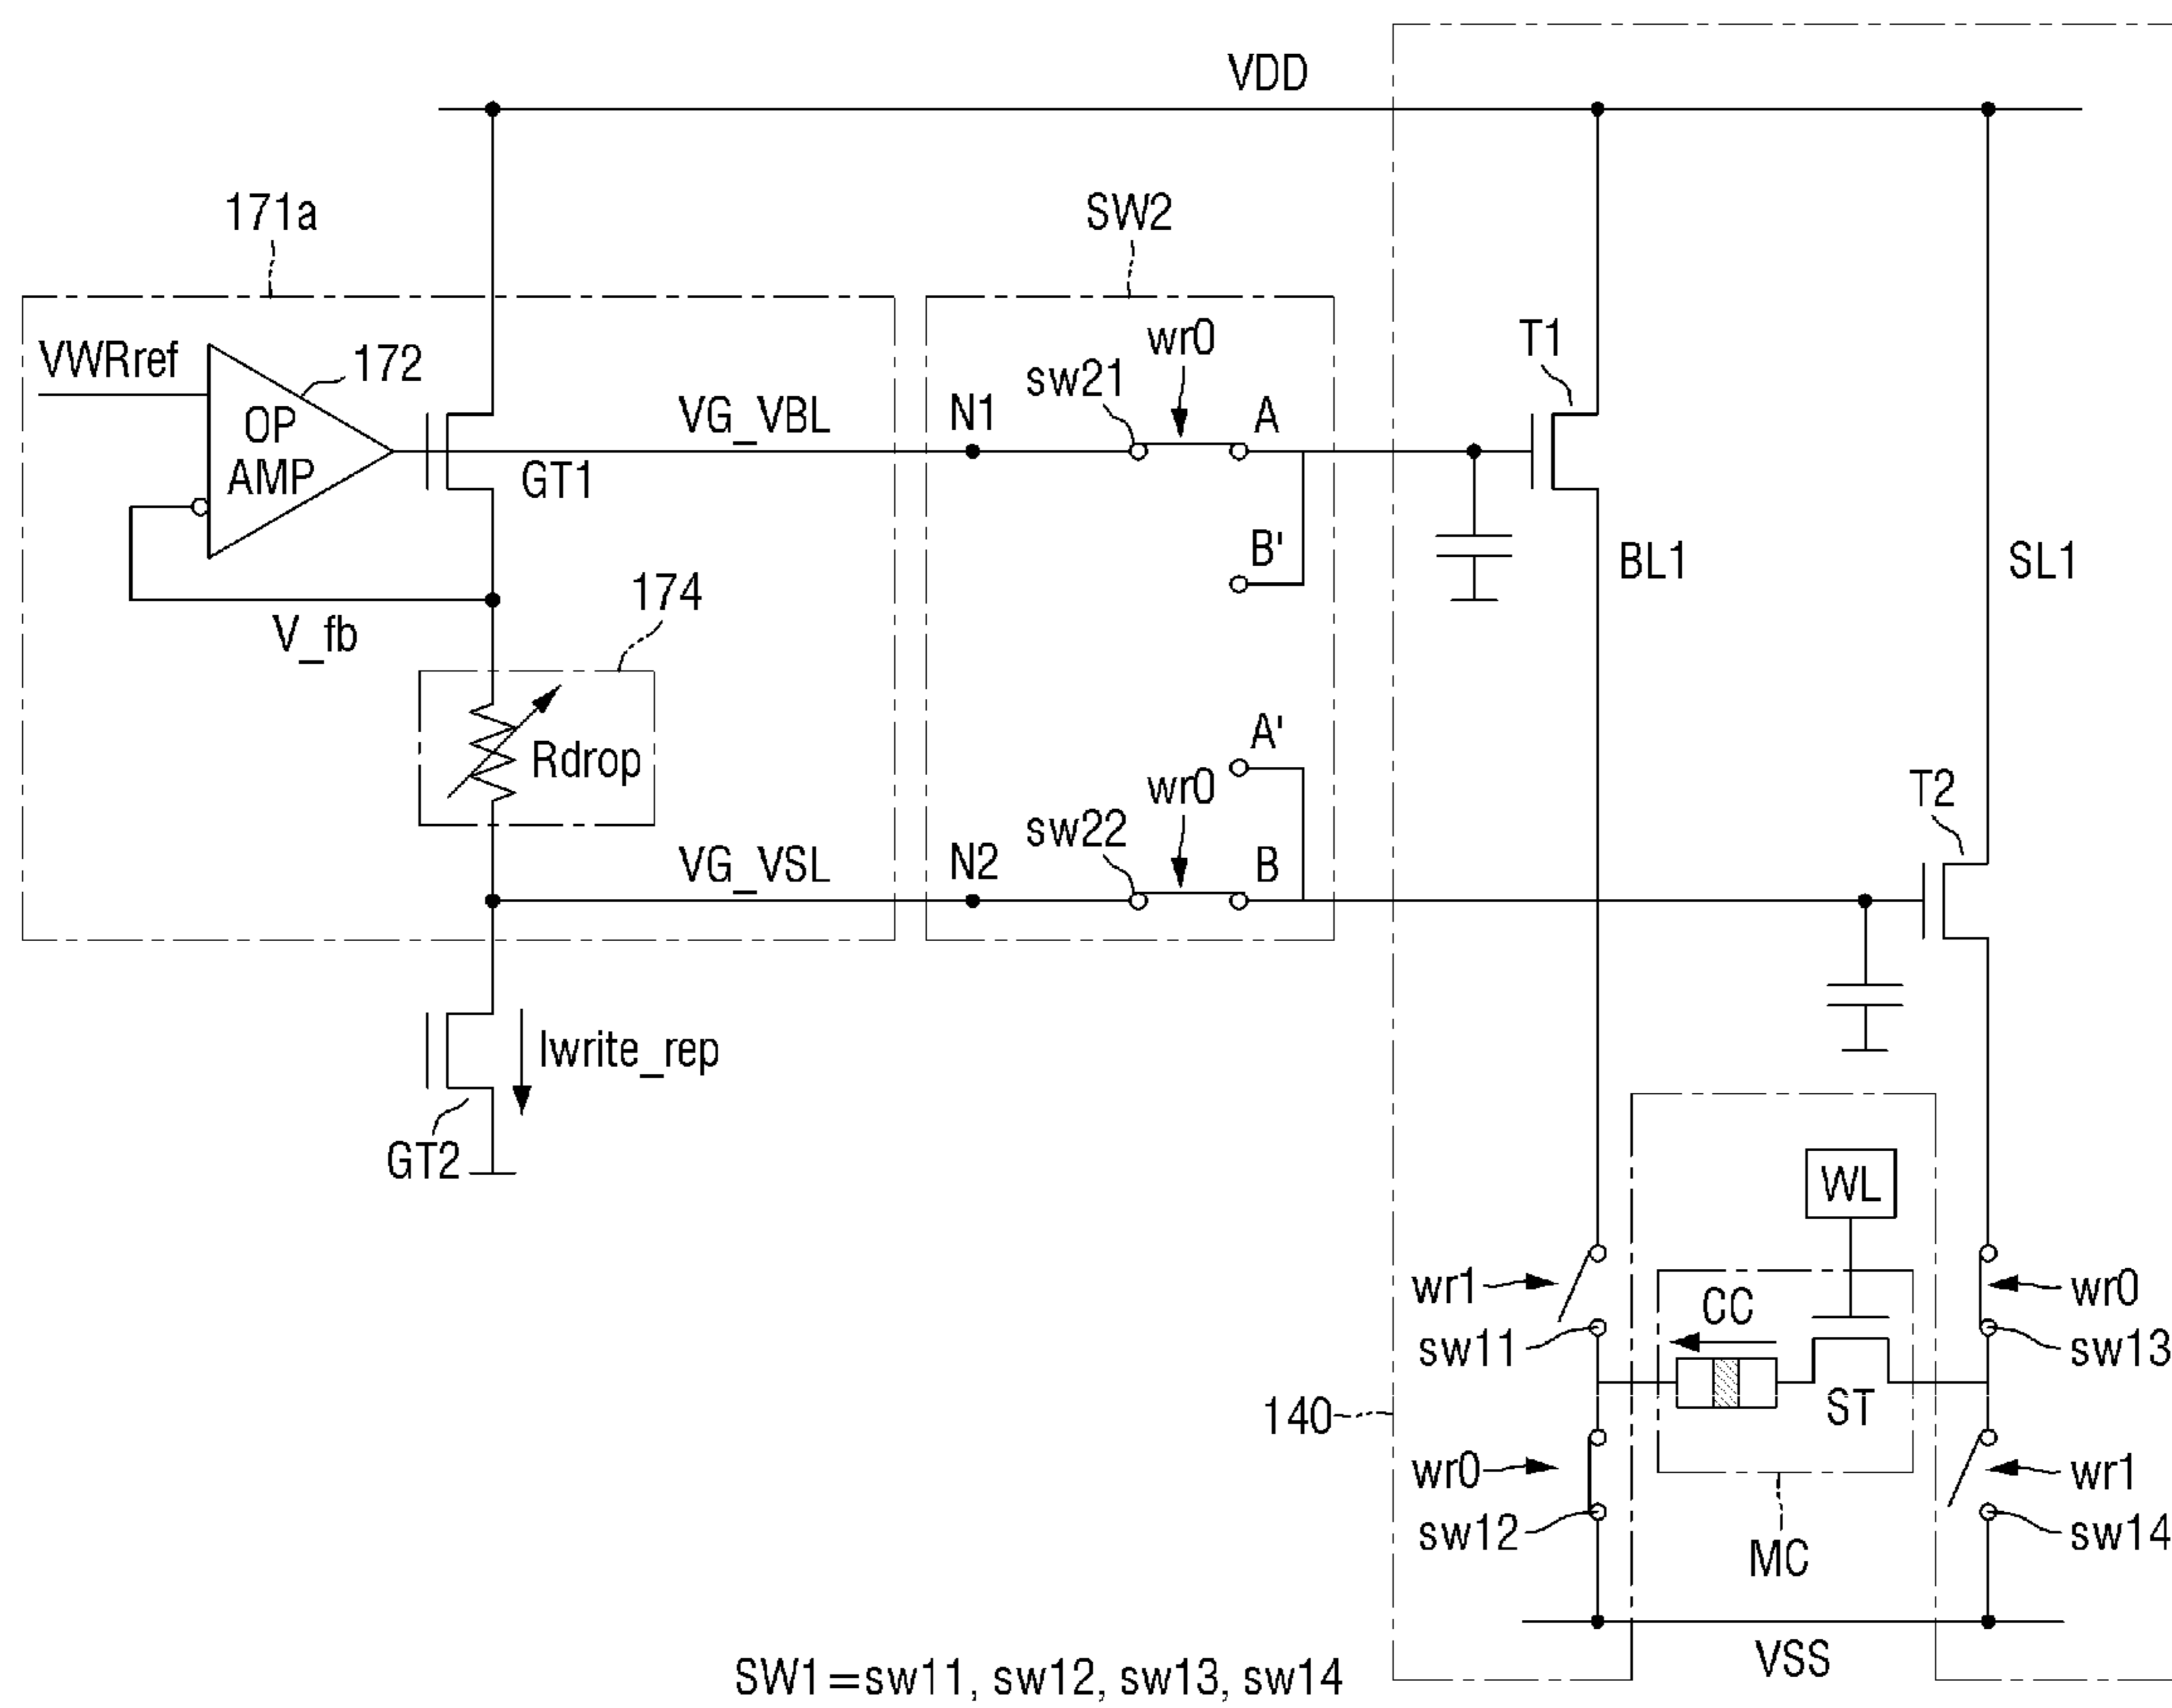 VDD
171a
SW2
VWRref
172
OP
AMP
GT1
VG_VBL
N1
sw21
wr0
A
T1
B'
BL1
SL1
V_fb
174
Rdrop
A'
wr0
sw22
VG_VSL
N2
B
T2
Iwrite_rep
GT2
WL
wr1
CC
wr0
sw11
sw13
140
ST
wr0
wr1
sw12
sw14
MC
VSS
SW1=sw11, sw12, sw13, sw14